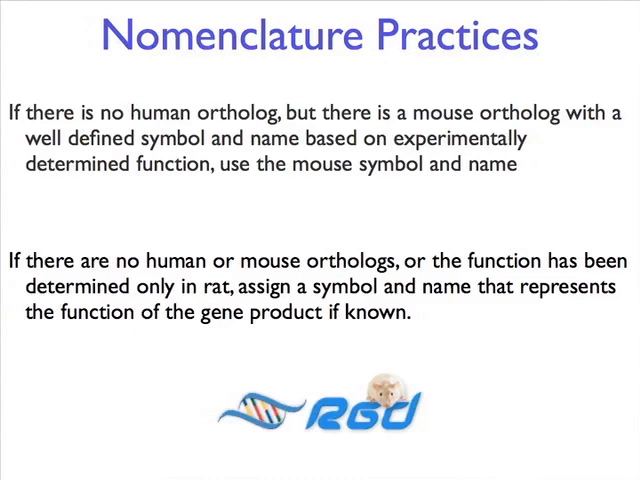 Nomenclature Practices
If there is no human ortholog, but there is a mouse ortholog with a
well defined symbol and name based on experimentally
determined function, use the mouse symbol and name
If there are no human or mouse orthologs, or the function has been
determined only in rat, assign a symbol and name that represents
the function of the gene product if known.
RGD